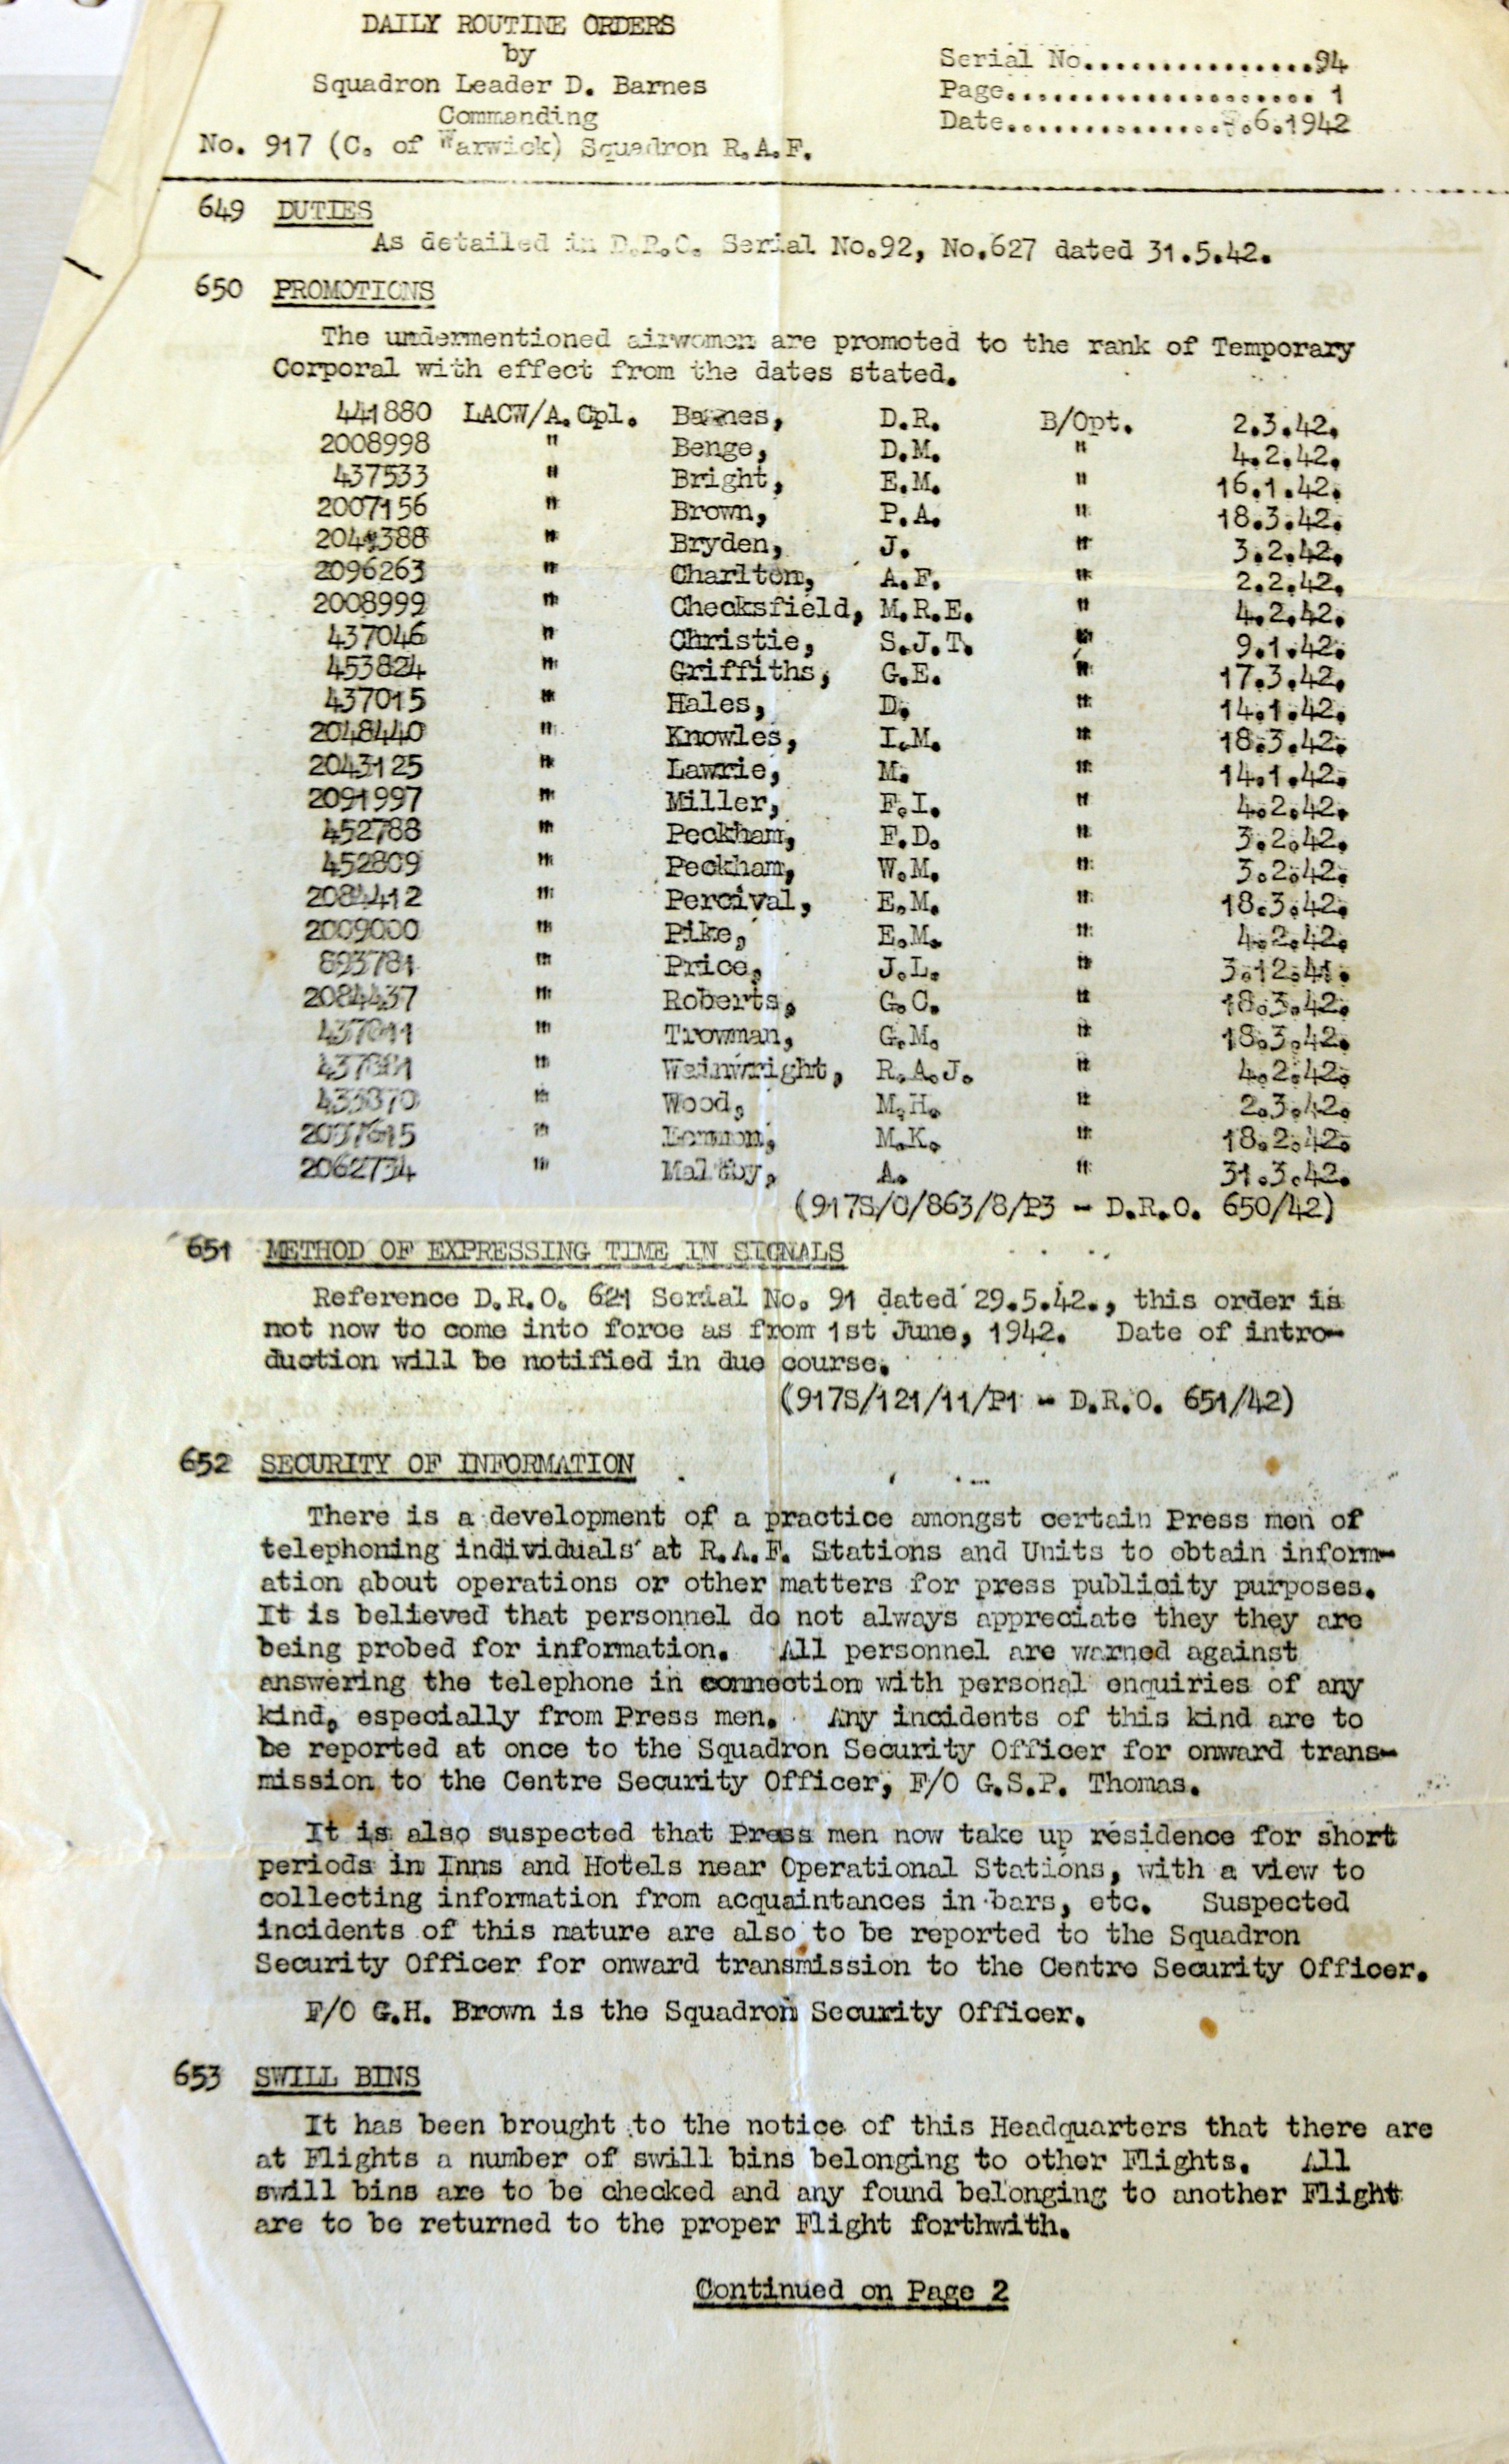 DAILY ROUTINE ORDERS
by
Squadron Leader D. Barnes
Commanding
No. 917 (C. of Warwick) Squadron R.A.F.
Serial No...............94
Page.................... 1
Date................6.1942
649 DUTIES
As detailed in D.R.O. Serial No.92, No.627 dated 31.5.42.
650 PROMOTIONS
The undermentioned airwomen are promoted to the rank of Temporary
Corporal with effect from the dates stated.
441880 LACW/A.Cpl. Barnes, D.R. B/Opt. 2.3.42.
2008998 " Benge, D.M. " 4.2.42.
437533 " Bright, E.M. " 16.1.42.
2007156 " Brown, P.A. " 18.3.42.
" Bryden, J. " 3.2.42.
2096263 " Charlton, A.F. " 2.2.42.
2008999 " Checksfield, M.R.E. " 4.2.42.
437046 " Christie, S.J.T. " 9.1.42.
453824 " Griffiths, G.E. " 17.3.42.
437015 " Hales, D. " 14.1.42.
2048440 " Knowles, I.M. " 18.3.42.
2043125 " Lawrie, M. " 14.1.42.
2091997 " Miller, F.I. " 4.2.42.
452788 " Peckham, F.D. " 3.2.42.
452809 " Peckham, W.M. " 3.2.42.
2084412 " Percival, E.M. " 18.3.42.
2009000 " Pike, E.M. " 4.2.42.
893781 " Price, J.L. " 3.12.41.
2084437 " Roberts, G.C. " 18.3.42.
" Trowman, G.M. " 18.3.42.
" Wainwright, R.A.J. " 4.2.42.
" Wood, M.H. " 2.3.42.
" M.K. " 18.2.42.
2062734 " Maltby, A. " 31.3.42.
(917S/C/863/8/P3 - D.R.O. 650/42)
651 METHOD OF EXPRESSING TIME IN SIGNALS
Reference D.R.O. 621 Serial No. 91 dated 29.5.42., this order is
not now to come into force as from 1st June, 1942. Date of intro-
duction will be notified in due course.
(917S/121/11/P1 - D.R.O. 651/42)
652 SECURITY OF INFORMATION
There is a development of a practice amongst certain Press men of
telephoning individuals at R.A.F. Stations and Units to obtain inform-
ation about operations or other matters for press publicity purposes.
It is believed that personnel do not always appreciate they they are
being probed for information. All personnel are warned against
answering the telephone in connection with personal enquiries of any
kind, especially from Press men. Any incidents of this kind are to
be reported at once to the Squadron Security Officer for onward trans-
mission to the Centre Security Officer, F/O G.S.P. Thomas.
It is also suspected that Press men now take up residence for short
periods in Inns and Hotels near Operational Stations, with a view to
collecting information from acquaintances in bars, etc. Suspected
incidents of this nature are also to be reported to the Squadron
Security Officer for onward transmission to the Centre Security Officer.
F/O G.H. Brown is the Squadron Security Officer.
653 SWILL BINS
It has been brought to the notice of this Headquarters that there are
at Flights a number of swill bins belonging to other Flights. All
swill bins are to be checked and any found belonging to another Flight
are to be returned to the proper Flight forthwith.
Continued on Page 2